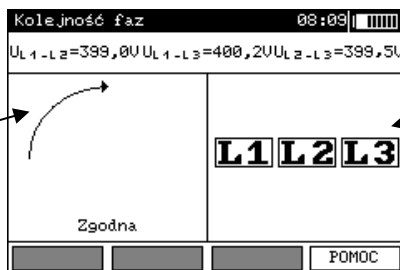 Kolejność faz 08:09
UL1-L2=399,0V UL1-L3=400,2V UL2-L3=399,5V
L1 L2 L3
Zgodna
POMOC